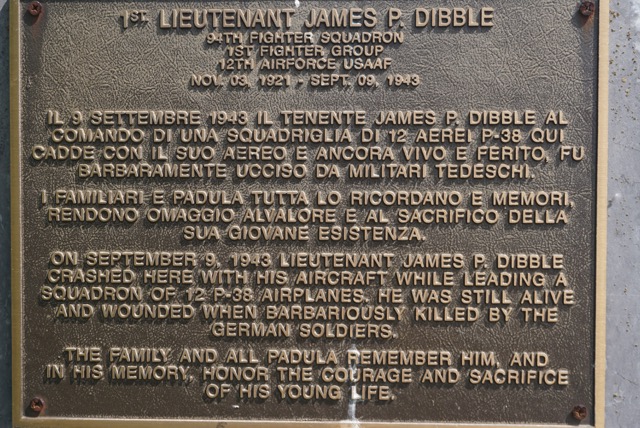 1ST. LIEUTENANT JAMES P. DIBBLE
94TH FIGHTER SQUADRON
1ST FIGHTER GROUP
12TH AIRFORCE USAAF
NOV. 03, 1921 - SEPT. 09, 1943
IL 9 SETTEMBRE 1943 IL TENENTE JAMES P. DIBBLE AL
COMANDO DI UNA SQUADRIGLIA DI 12 AEREI P-38 QUI
CADDE CON IL SUO AEREO E ANCORA VIVO E FERITO, FU
BARBARAMENTE UCCISO DA MILITARI TEDESCHI.
I FAMILIARI E PADULA TUTTA LO RICORDANO E MEMORI,
RENDONO OMAGGIO ALVALORE E AL SACRIFICO DELLA
SUA GIOVANE ESISTENZA.
ON SEPTEMBER 9, 1943 LIEUTENANT JAMES P. DIBBLE
CRASHED HERE WITH HIS AIRCRAFT WHILE LEADING A
SQUADRON OF 12 P-38 AIRPLANES. HE WAS STILL ALIVE
AND WOUNDED WHEN BARBARIOUSLY KILLED BY THE
GERMAN SOLDIERS.
THE FAMILY AND ALL PADULA REMEMBER HIM, AND
IN HIS MEMORY, HONOR THE COURAGE AND SACRIFICE
OF HIS YOUNG LIFE.